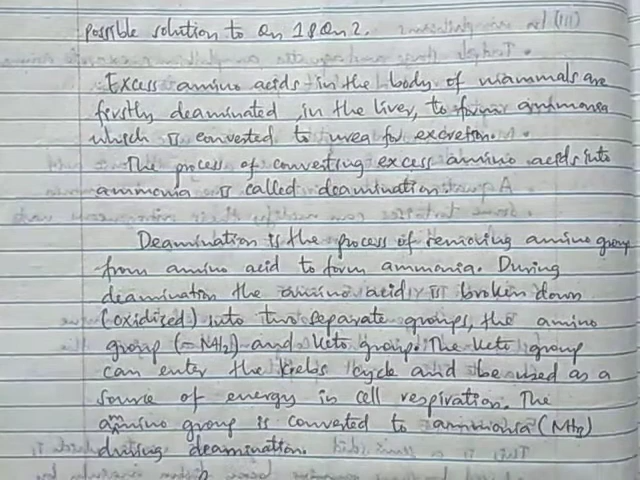 possible solution to Qn 1 & Qn 2.
Excess amino acids in the body of mammals are
firstly deaminated in the liver, to form ammonia
which is converted to urea for excretion.
The process of converting excess amino acids into
ammonia is called deamination.
Deamination is the process of removing amino group
from amino acid to form ammonia. During
deamination the amino acid is broken down
(oxidised) into two separate groups, the amino
group (-NH2) and keto group. The keto group
can enter the Krebs cycle and be used as a
source of energy in cell respiration. The
amino group is converted to ammonia (NH3)
during deamination.